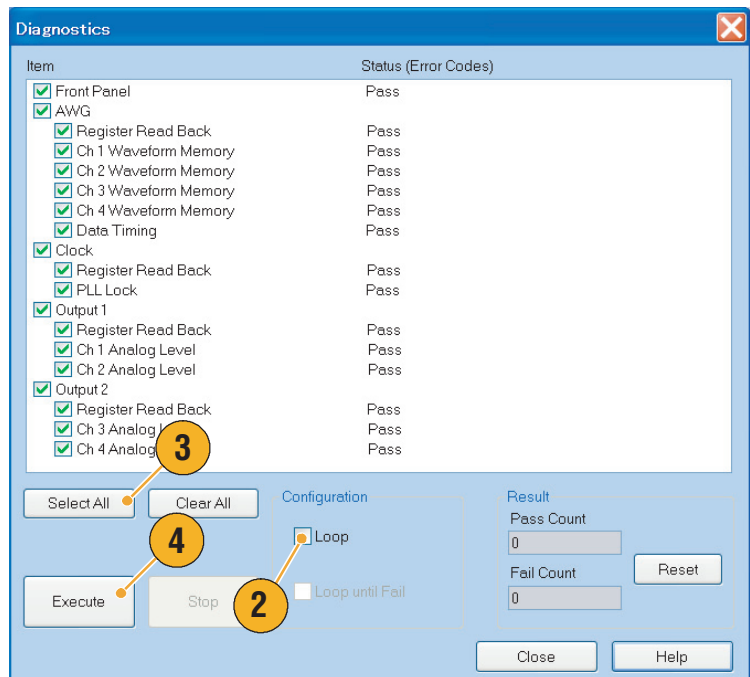 Diagnostics
Item Status (Error Codes)
Front Panel Pass
AWG
Register Read Back Pass
Ch 1 Waveform Memory Pass
Ch 2 Waveform Memory Pass
Ch 3 Waveform Memory Pass
Ch 4 Waveform Memory Pass
Data Timing Pass
Clock
Register Read Back Pass
PLL Lock Pass
Output 1
Register Read Back Pass
Ch 1 Analog Level Pass
Ch 2 Analog Level Pass
Output 2
Register Read Back Pass
Ch 3 Analog Pass
Ch 4 Analog Pass
3
Select All Clear All Configuration Result
Pass Count
4 Loop 0
Fail Count Reset
Execute Stop 2 Loop until Fail 0
Close Help